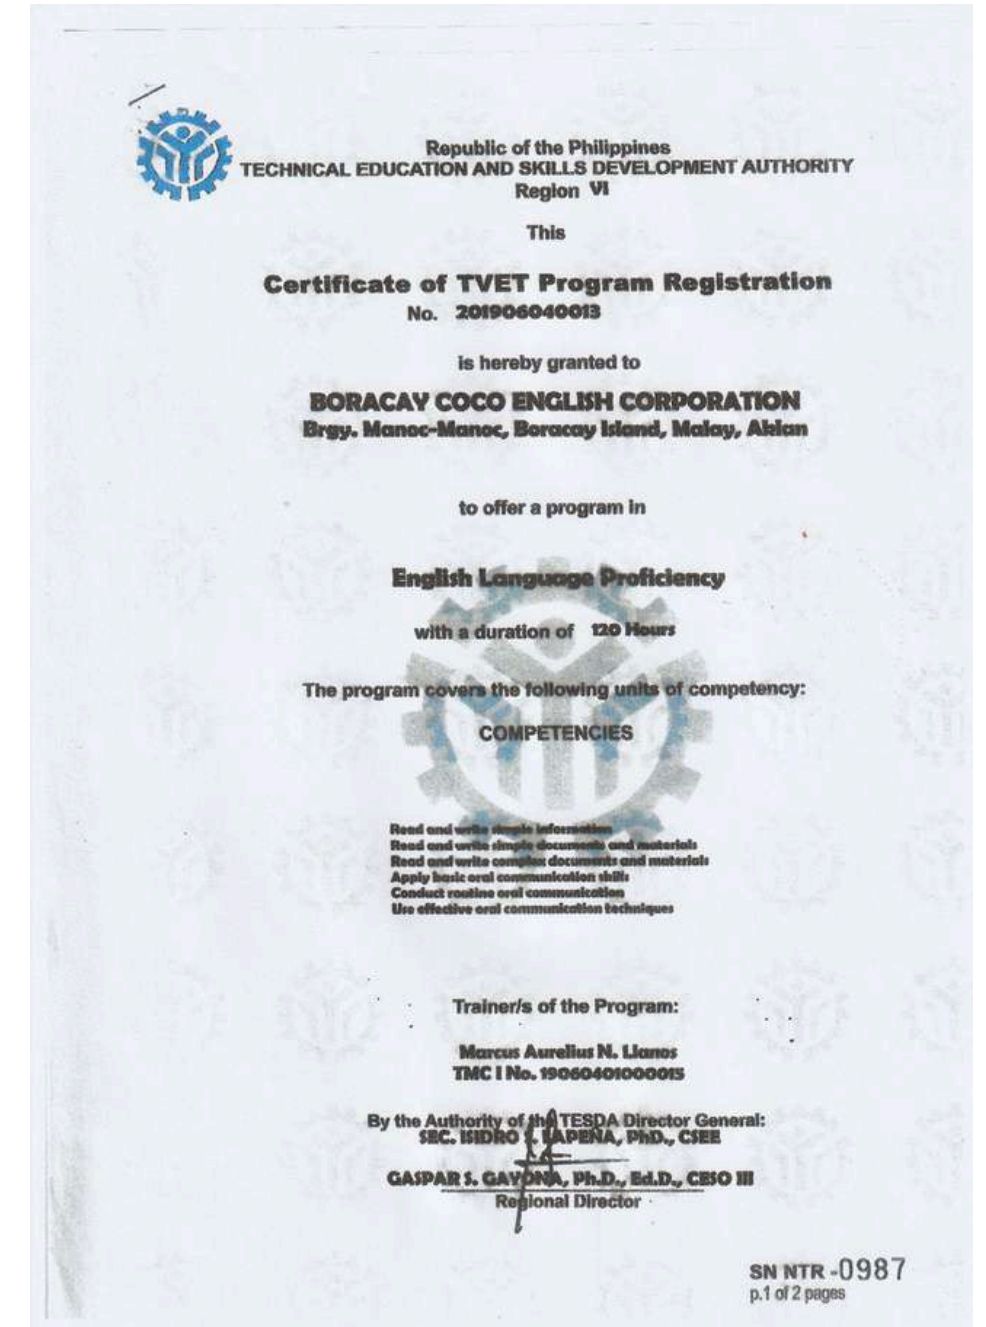 Republic of the Philippines
TECHNICAL EDUCATION AND SKILLS DEVELOPMENT AUTHORITY
Region VI
This
Certificate of TVET Program Registration
No. 201906040013
is hereby granted to
BORACAY COCO ENGLISH CORPORATION
Brgy. Manoc-Manoc, Boracay Island, Malay, Aklan
to offer a program in
English Language Proficiency
with a duration of 120 Hours
The program covers the following units of competency:
COMPETENCIES
Read and write simple information
Read and write simple documents and materials
Read and write complex documents and materials
Apply basic oral communication skills
Conduct routine oral communication
Use effective oral communication techniques
Trainer/s of the Program:
Marcus Aurelius N. Llanos
TMC I No. 19060401000015
By the Authority of the TESDA Director General:
SEC. ISIDRO S. LAPEÑA, PhD., CSEE
GASPAR S. GAYONA, Ph.D., Ed.D., CESO III
Regional Director
SN NTR -0987
p.1 of 2 pages